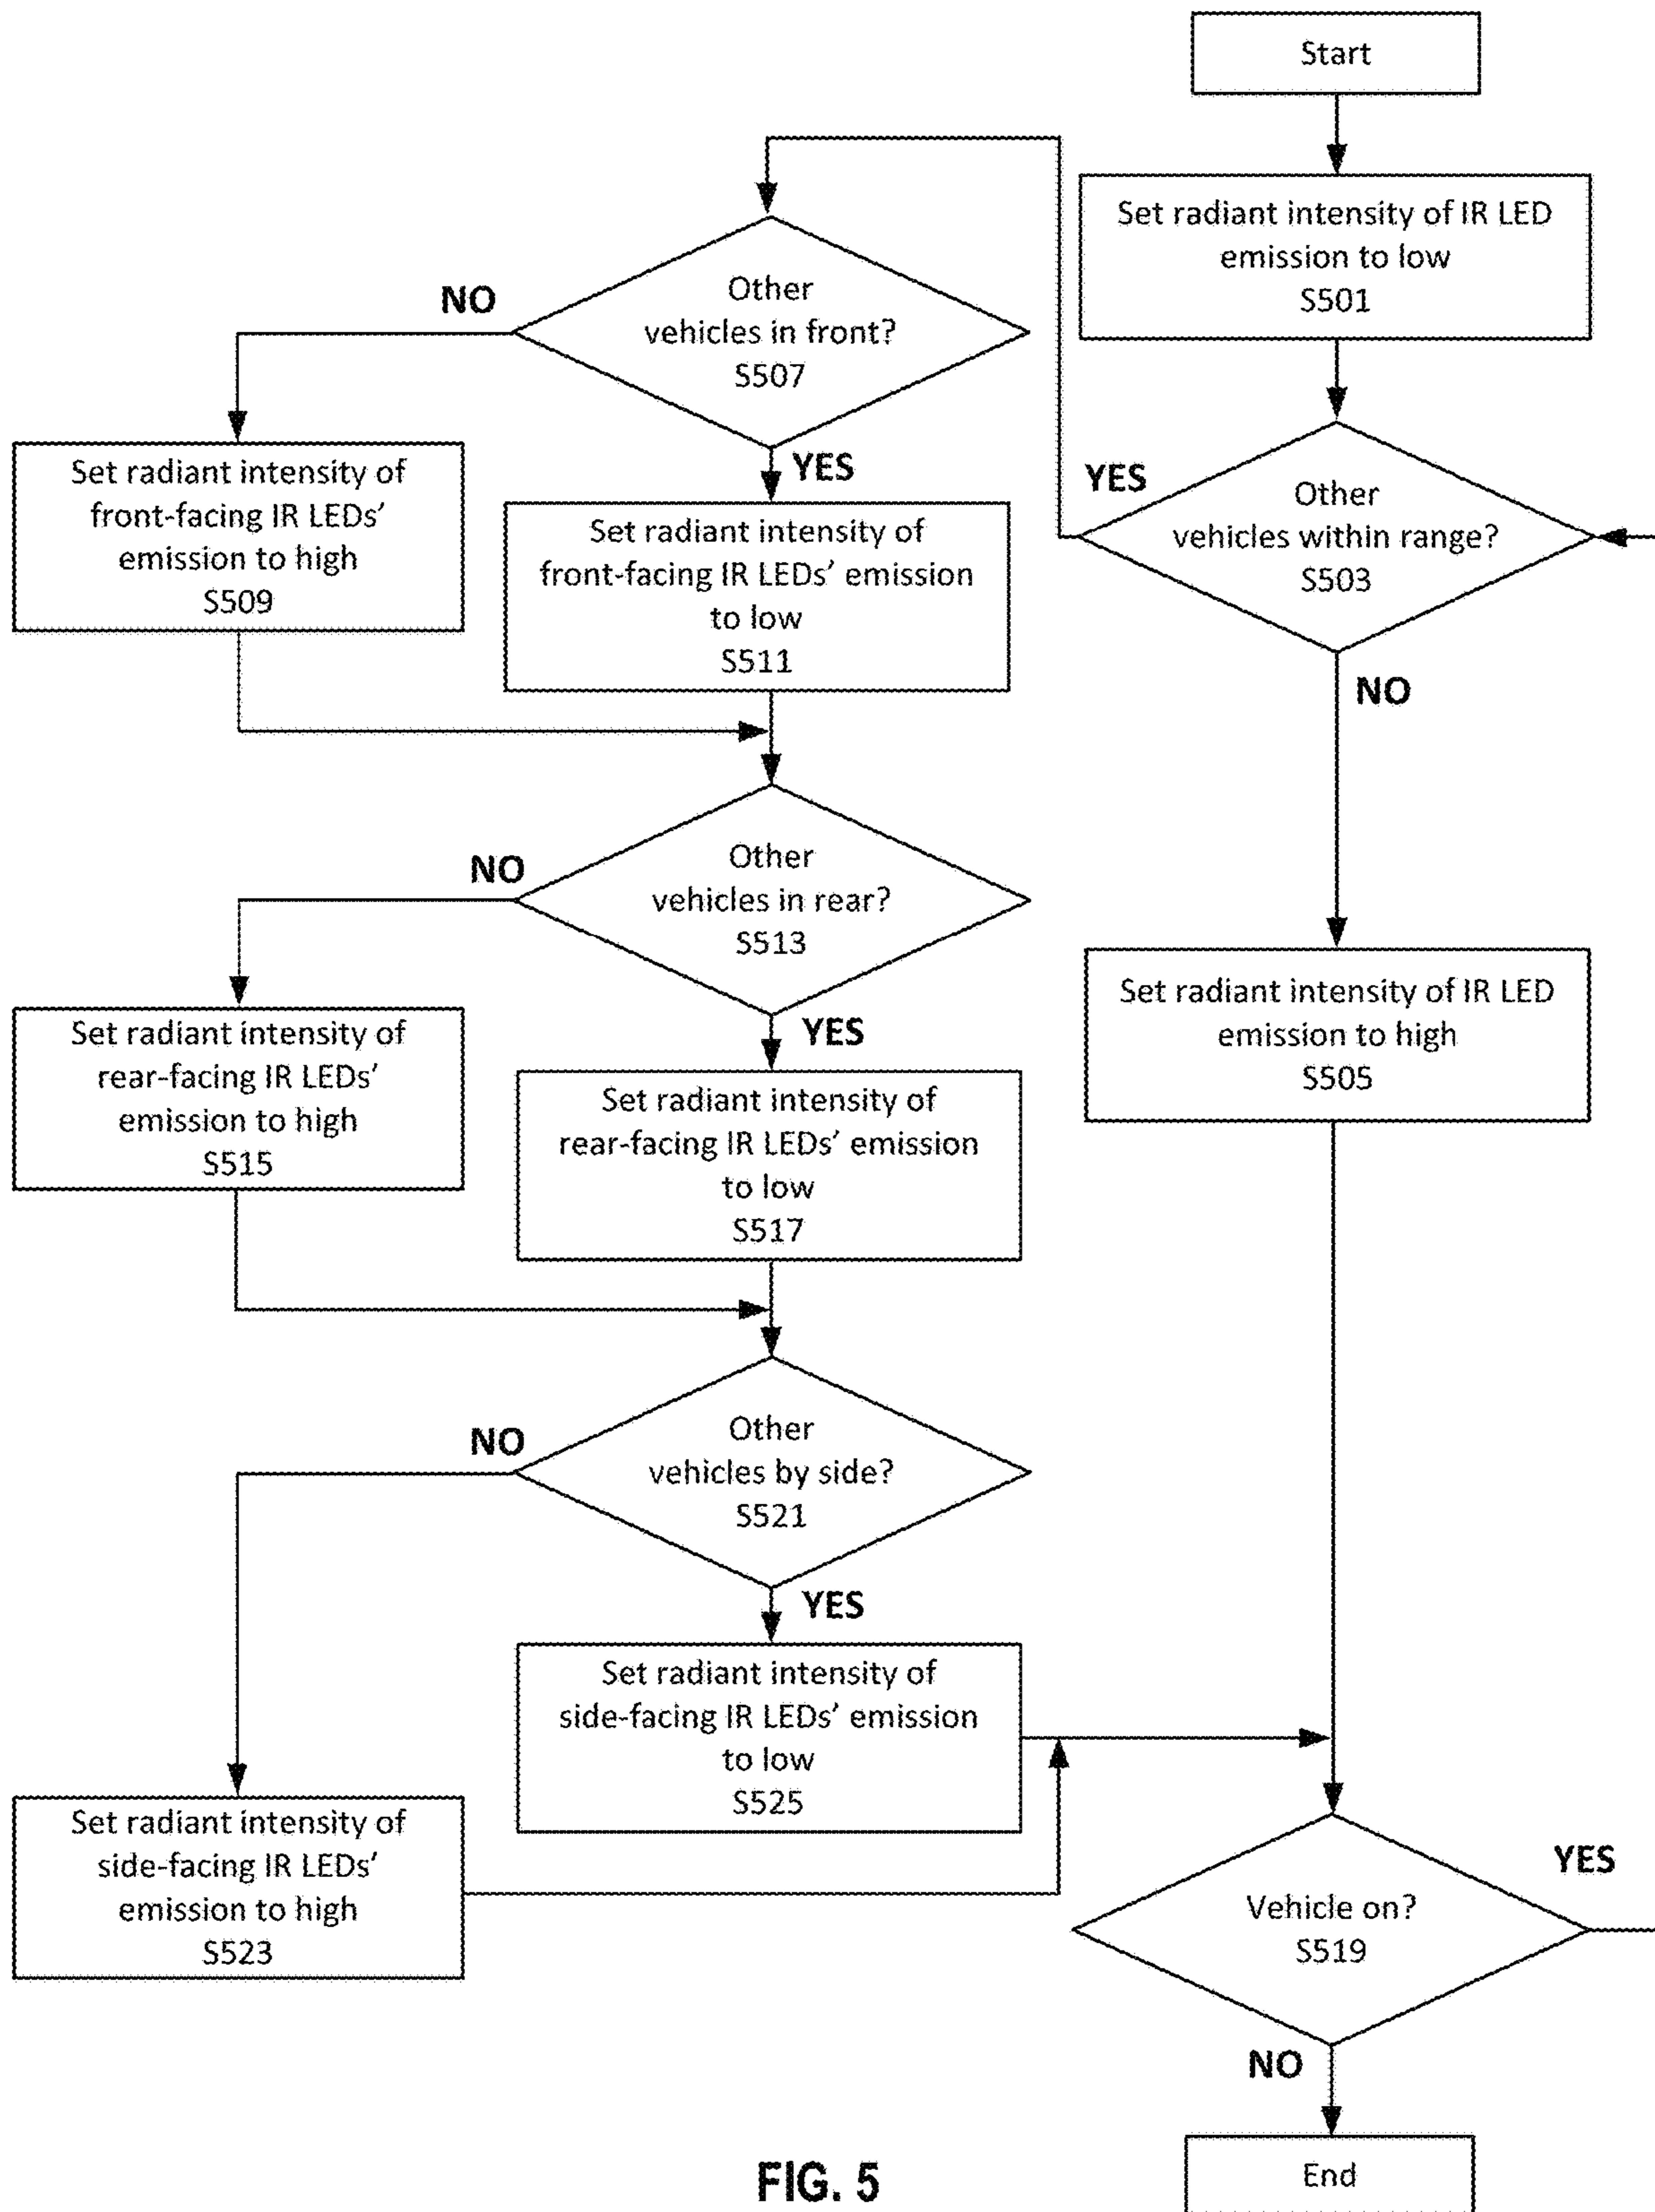 Start
Set radiant intensity of IR LED
emission to low
S501
Other
vehicles within range?
S503
YES
NO
Set radiant intensity of IR LED
emission to high
S505
Other
vehicles in front?
S507
NO
YES
Set radiant intensity of
front-facing IR LEDs’
emission to high
S509
Set radiant intensity of
front-facing IR LEDs’ emission
to low
S511
Other
vehicles in rear?
S513
NO
YES
Set radiant intensity of
rear-facing IR LEDs’
emission to high
S515
Set radiant intensity of
rear-facing IR LEDs’ emission
to low
S517
Other
vehicles by side?
S521
NO
YES
Set radiant intensity of
side-facing IR LEDs’ emission
to low
S525
Set radiant intensity of
side-facing IR LEDs’
emission to high
S523
Vehicle on?
S519
YES
NO
End
FIG. 5